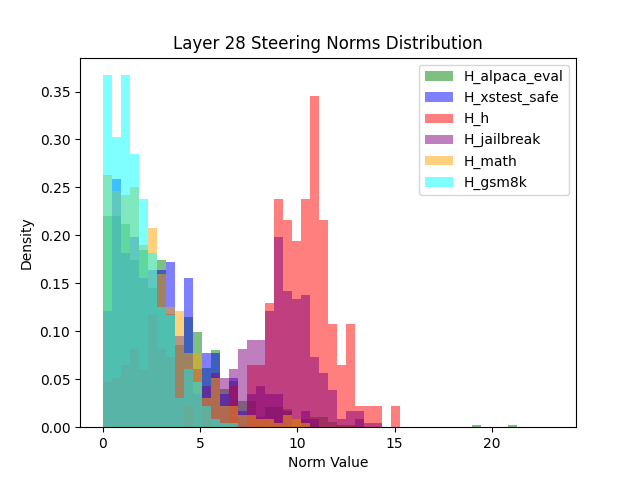 Layer 28 Steering Norms Distribution
H_alpaca_eval
H_xstest_safe
H_h
H_jailbreak
H_math
H_gsm8k
Density
0.35
0.30
0.25
0.20
0.15
0.10
0.05
0.00
0 5 10 15 20
Norm Value